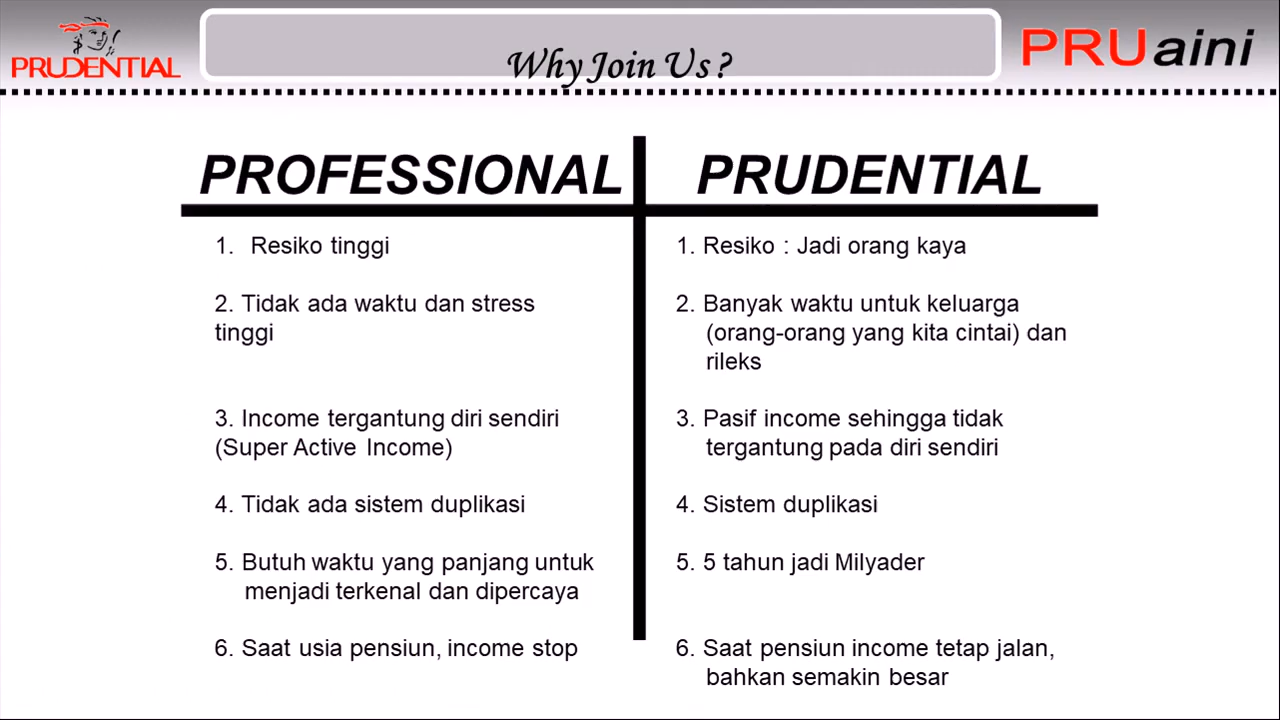 PRUDENTIAL
Why Join Us ?
PRUaini
PROFESSIONAL
1. Resiko tinggi
2. Tidak ada waktu dan stress
tinggi
3. Income tergantung diri sendiri
(Super Active Income)
4. Tidak ada sistem duplikasi
5. Butuh waktu yang panjang untuk
menjadi terkenal dan dipercaya
6. Saat usia pensiun, income stop
PRUDENTIAL
1. Resiko : Jadi orang kaya
2. Banyak waktu untuk keluarga
(orang-orang yang kita cintai) dan
rileks
3. Pasif income sehingga tidak
tergantung pada diri sendiri
4. Sistem duplikasi
5. 5 tahun jadi Milyader
6. Saat pensiun income tetap jalan,
bahkan semakin besar